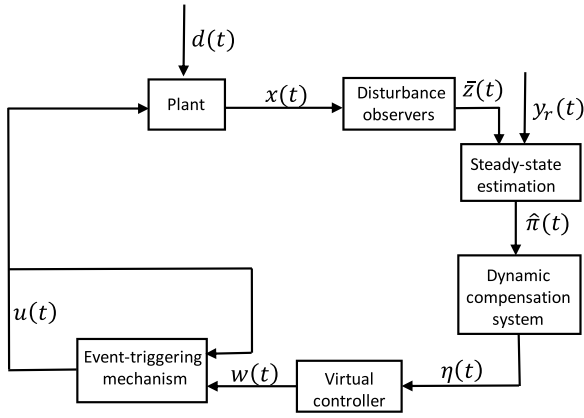 d(t)
Plant
x(t)
Disturbance
observers
z̄(t)
y_r(t)
Steady-state
estimation
π̂(t)
Dynamic
compensation
system
u(t)
Event-triggering
mechanism
w(t)
Virtual
controller
η(t)